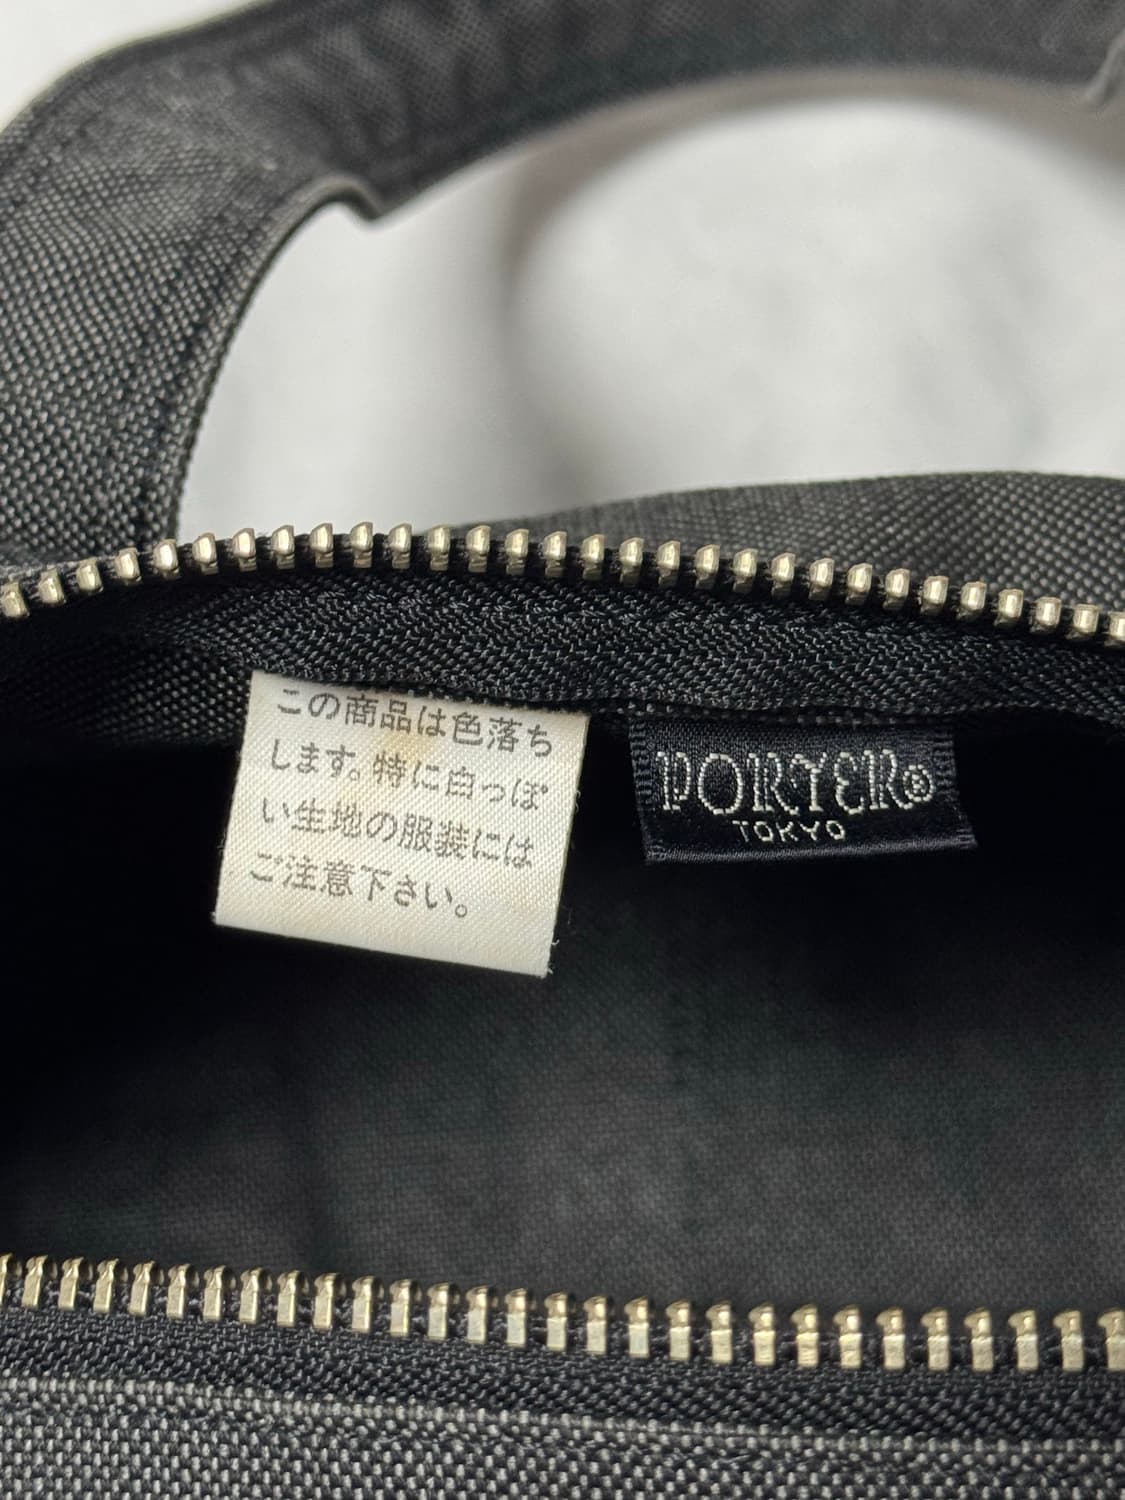 この商品は色落ち
します。特に白っぽ
い生地の服装には
ご注意下さい。
PORTER®
TOKYO